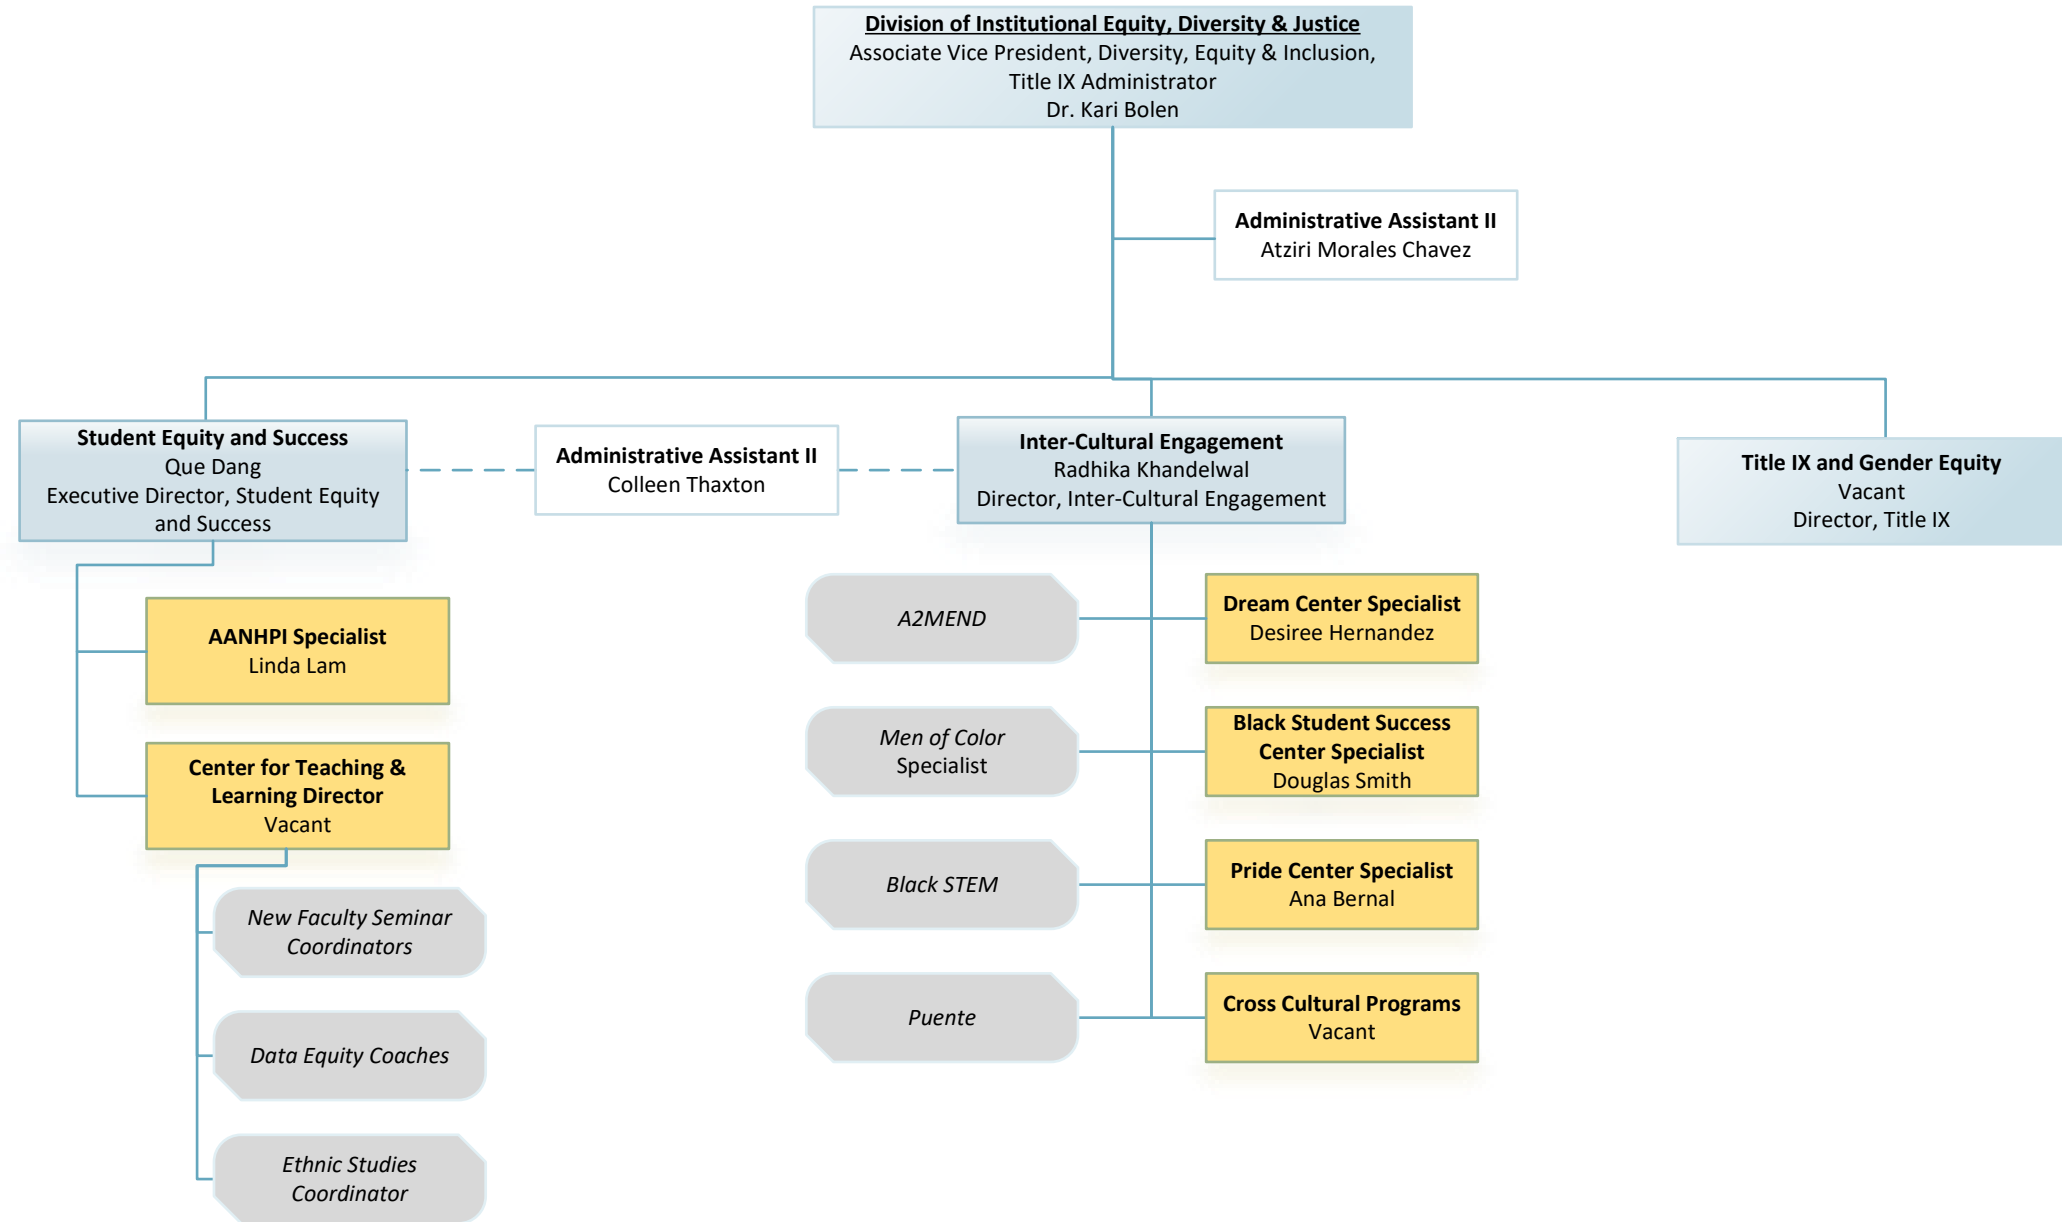 Division of Institutional Equity, Diversity & Justice
Associate Vice President, Diversity, Equity & Inclusion,
Title IX Administrator
Dr. Kari Bolen
Administrative Assistant II
Atziri Morales Chavez
Student Equity and Success
Que Dang
Executive Director, Student Equity
and Success
Administrative Assistant II
Colleen Thaxton
Inter-Cultural Engagement
Radhika Khandelwal
Director, Inter-Cultural Engagement
Title IX and Gender Equity
Vacant
Director, Title IX
AANHPI Specialist
Linda Lam
Center for Teaching &
Learning Director
Vacant
New Faculty Seminar
Coordinators
Data Equity Coaches
Ethnic Studies
Coordinator
A2MEND
Dream Center Specialist
Desiree Hernandez
Men of Color
Specialist
Black Student Success
Center Specialist
Douglas Smith
Black STEM
Pride Center Specialist
Ana Bernal
Puente
Cross Cultural Programs
Vacant